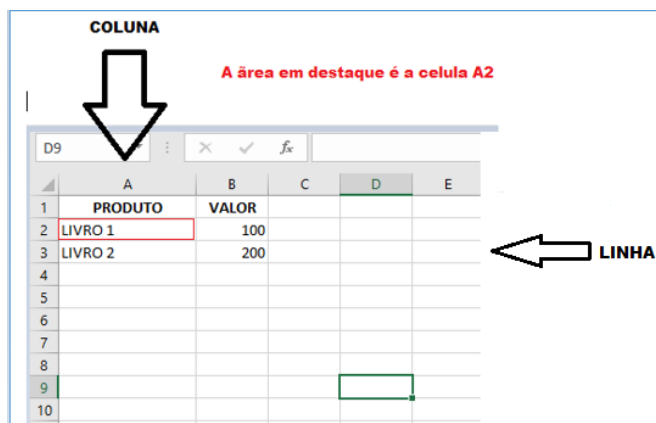 COLUNA
A ärea em destaque é a celula A2
D9 fx
A B C D E
1 PRODUTO VALOR
2 LIVRO 1 100
3 LIVRO 2 200
LINHA
4
5
6
7
8
9
10